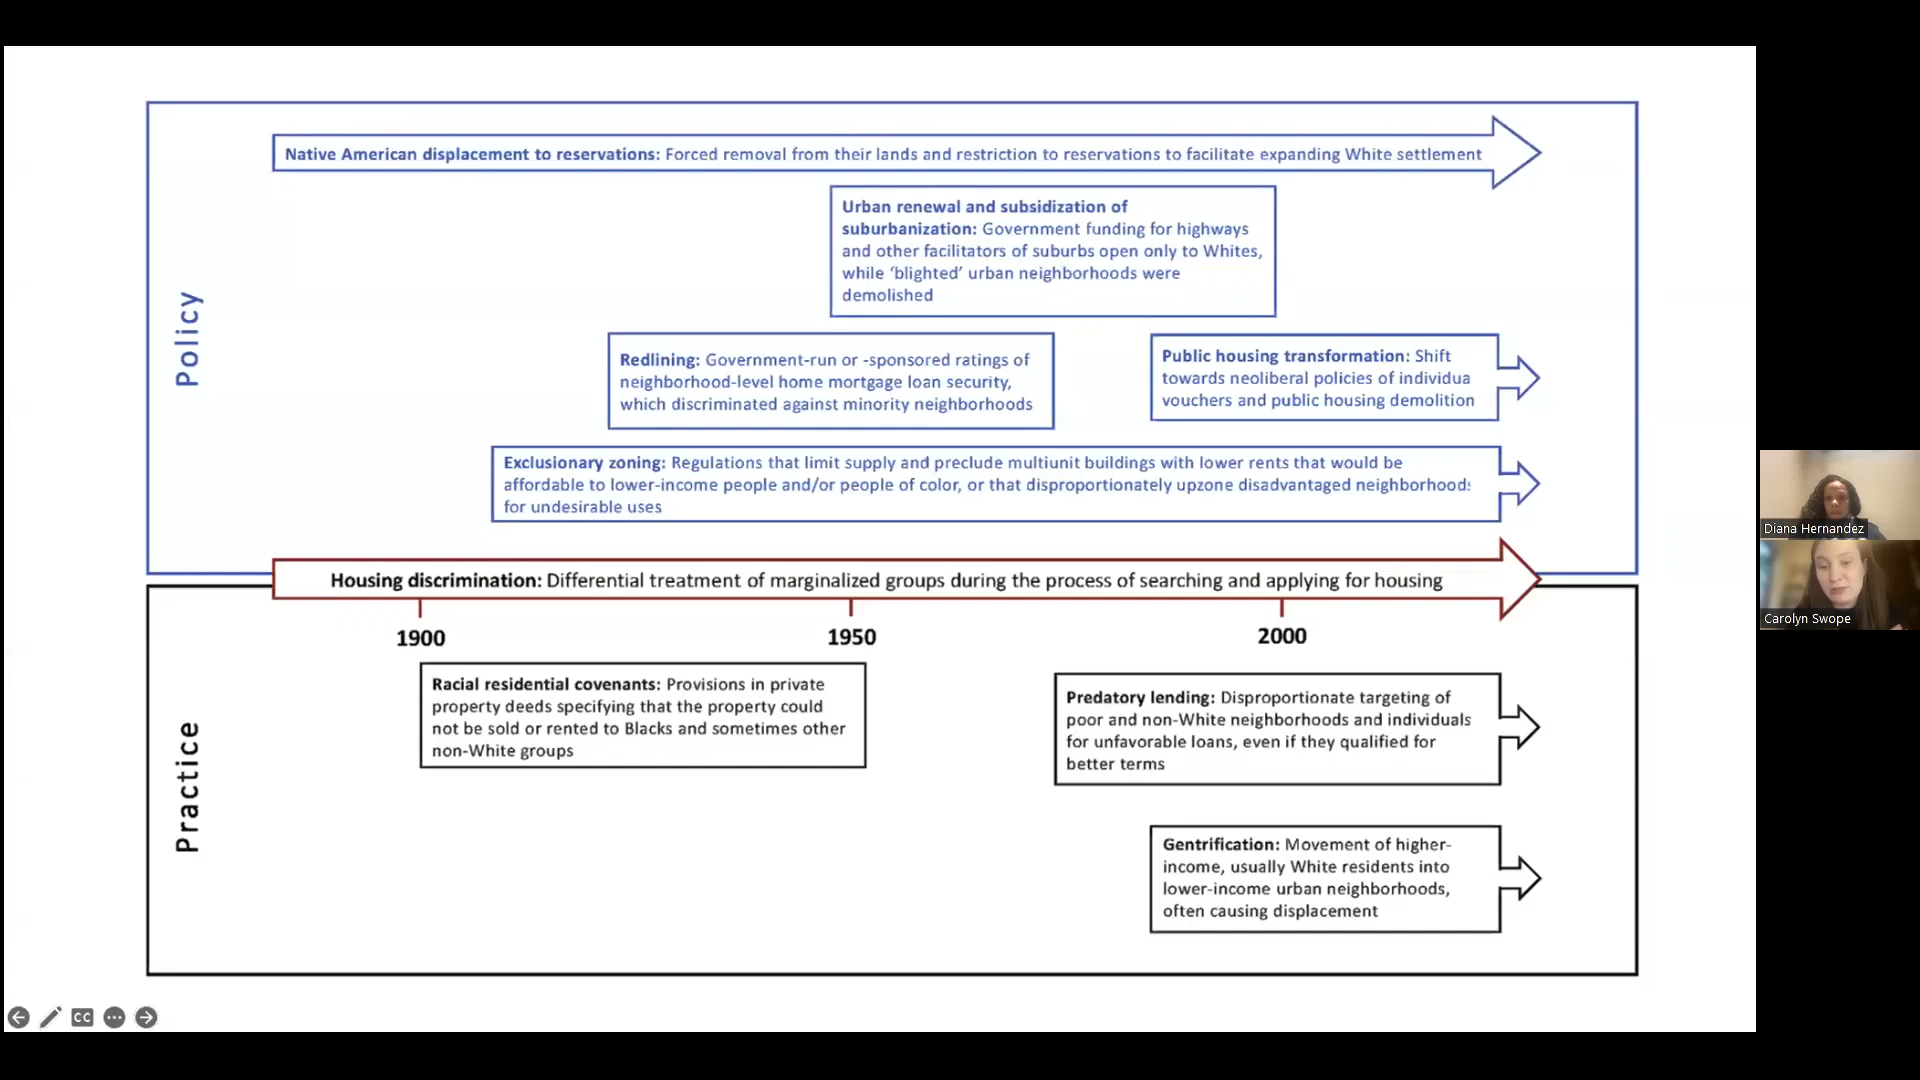 Policy
Native American displacement to reservations: Forced removal from their lands and restriction to reservations to facilitate expanding White settlement
Urban renewal and subsidization of
suburbanization: Government funding for highways
and other facilitators of suburbs open only to Whites,
while ‘blighted’ urban neighborhoods were
demolished
Redlining: Government-run or -sponsored ratings of
neighborhood-level home mortgage loan security,
which discriminated against minority neighborhoods
Public housing transformation: Shift
towards neoliberal policies of individua
vouchers and public housing demolition
Exclusionary zoning: Regulations that limit supply and preclude multiunit buildings with lower rents that would be
affordable to lower-income people and/or people of color, or that disproportionately upzone disadvantaged neighborhoods
for undesirable uses
Housing discrimination: Differential treatment of marginalized groups during the process of searching and applying for housing
1900
1950
2000
Practice
Racial residential covenants: Provisions in private
property deeds specifying that the property could
not be sold or rented to Blacks and sometimes other
non-White groups
Predatory lending: Disproportionate targeting of
poor and non-White neighborhoods and individuals
for unfavorable loans, even if they qualified for
better terms
Gentrification: Movement of higher-
income, usually White residents into
lower-income urban neighborhoods,
often causing displacement
Diana Hernandez
Carolyn Swope
CC